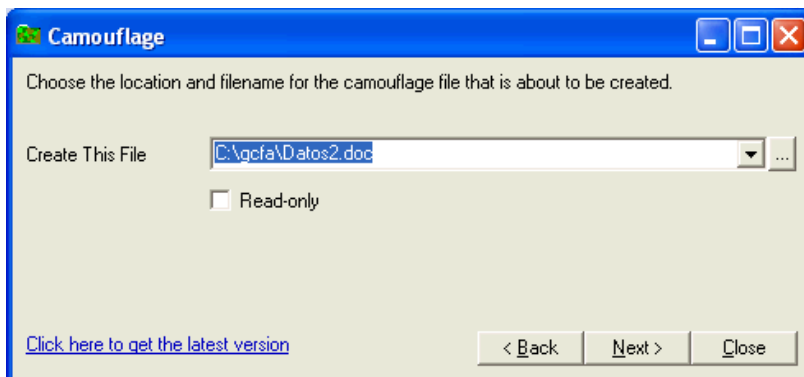 Camouflage
Choose the location and filename for the camouflage file that is about to be created.
Create This File C:\gcfa\Datos2.doc ...
Read-only
Click here to get the latest version < Back Next > Close